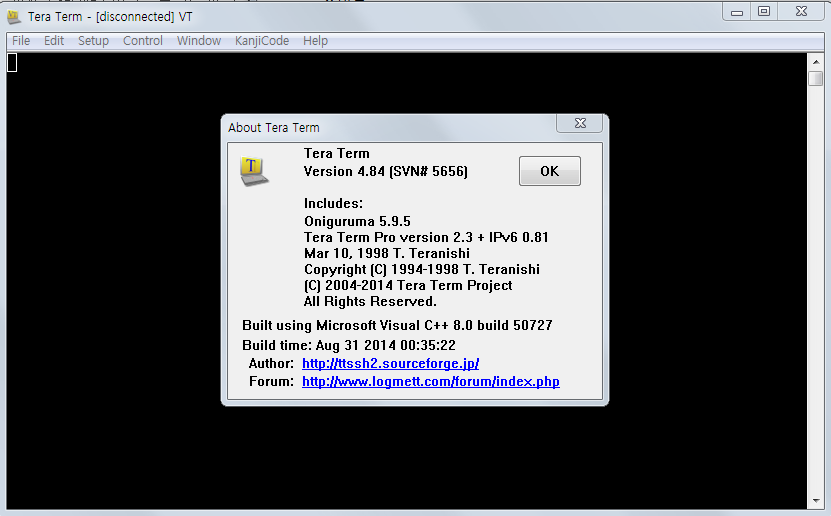 Tera Term - [disconnected] VT
File Edit Setup Control Window KanjiCode Help
About Tera Term
T
Tera Term
Version 4.84 (SVN# 5656)
OK
Includes:
Oniguruma 5.9.5
Tera Term Pro version 2.3 + IPv6 0.81
Mar 10, 1998 T. Teranishi
Copyright (C) 1994-1998 T. Teranishi
(C) 2004-2014 Tera Term Project
All Rights Reserved.
Built using Microsoft Visual C++ 8.0 build 50727
Build time: Aug 31 2014 00:35:22
Author: http://ttssh2.sourceforge.jp/
Forum: http://www.logmett.com/forum/index.php